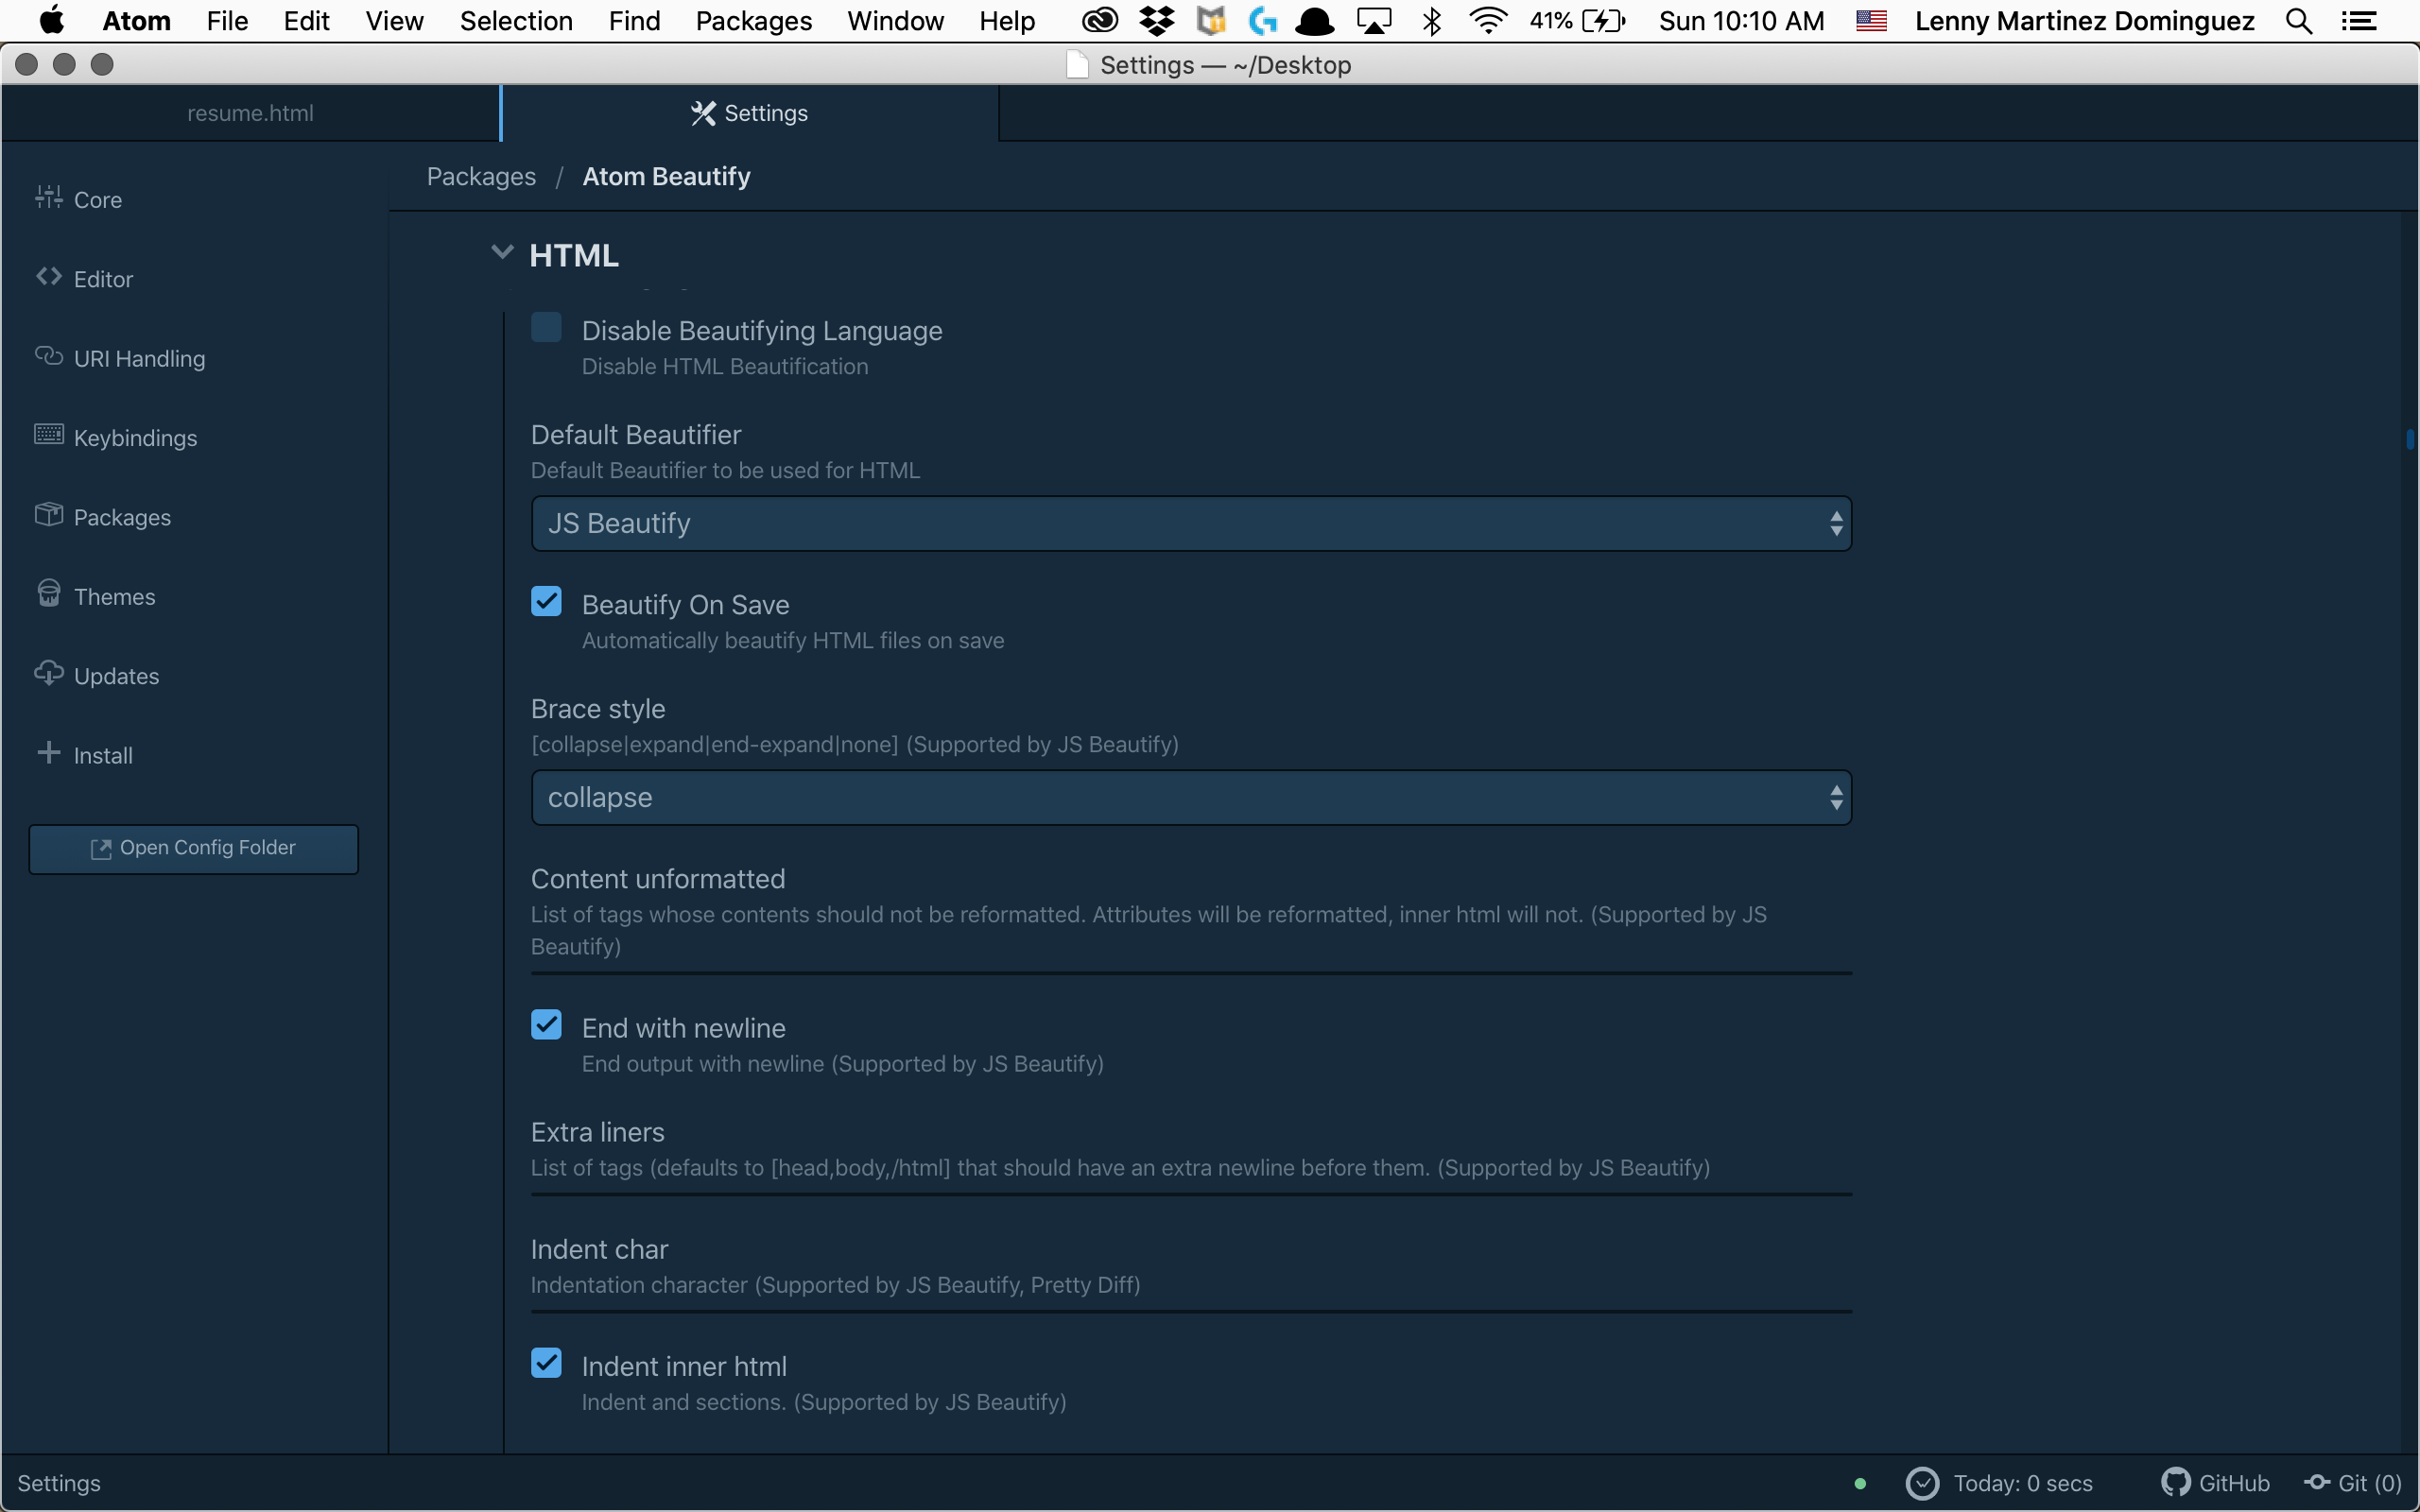 Atom File Edit View Selection Find Packages Window Help 41% Sun 10:10 AM Lenny Martinez Dominguez
Settings — ~/Desktop
resume.html
Settings
Packages / Atom Beautify
Core
Editor
URI Handling
Keybindings
Packages
Themes
Updates
Install
Open Config Folder
HTML
Disable Beautifying Language
Disable HTML Beautification
Default Beautifier
Default Beautifier to be used for HTML
JS Beautify
Beautify On Save
Automatically beautify HTML files on save
Brace style
[collapse|expand|end-expand|none] (Supported by JS Beautify)
collapse
Content unformatted
List of tags whose contents should not be reformatted. Attributes will be reformatted, inner html will not. (Supported by JS
Beautify)
End with newline
End output with newline (Supported by JS Beautify)
Extra liners
List of tags (defaults to [head,body,/html] that should have an extra newline before them. (Supported by JS Beautify)
Indent char
Indentation character (Supported by JS Beautify, Pretty Diff)
Indent inner html
Indent and sections. (Supported by JS Beautify)
Settings
Today: 0 secs
GitHub
Git (0)